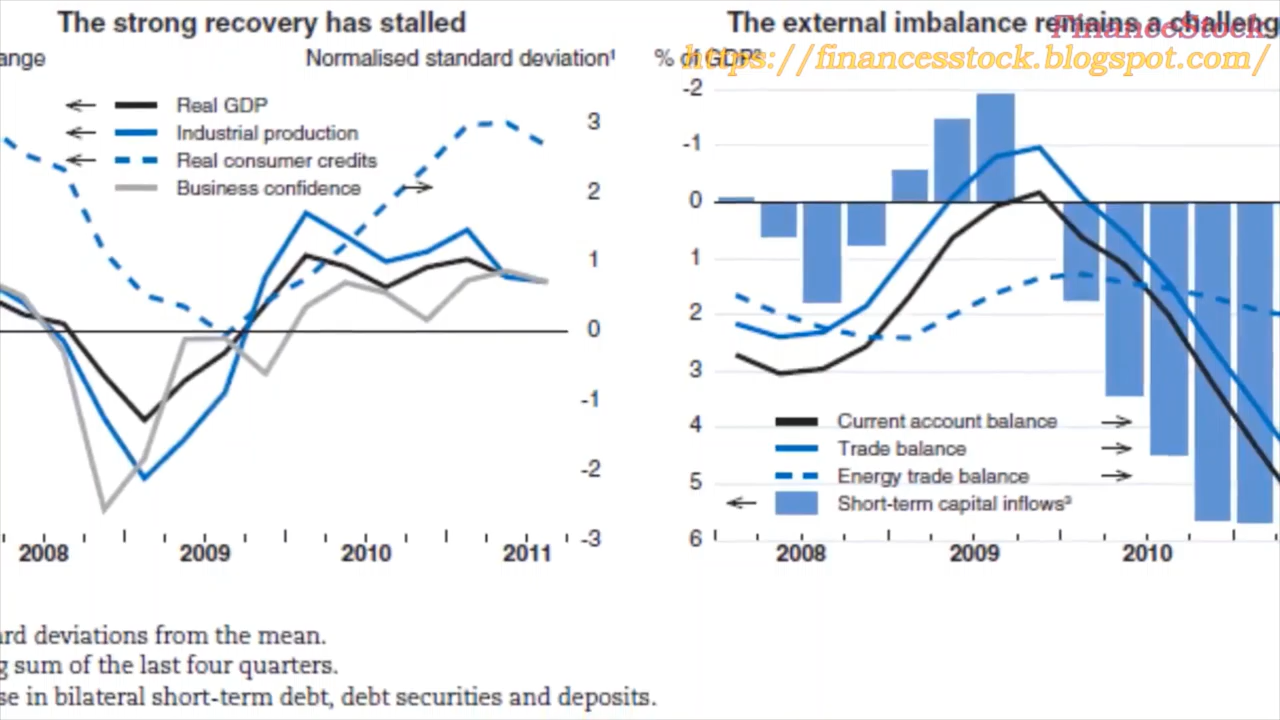 The strong recovery has stalled
ange
Normalised standard deviation¹
Real GDP
Industrial production
Real consumer credits
Business confidence
3
2
1
0
-1
-2
-3
2008 2009 2010 2011
The external imbalance remains a challeng
FinanceStock
% of GDP²
https://financesstock.blogspot.com/
-2
-1
0
1
2
3
4
5
6
Current account balance
Trade balance
Energy trade balance
Short-term capital inflows³
2008 2009 2010
ard deviations from the mean.
g sum of the last four quarters.
se in bilateral short-term debt, debt securities and deposits.